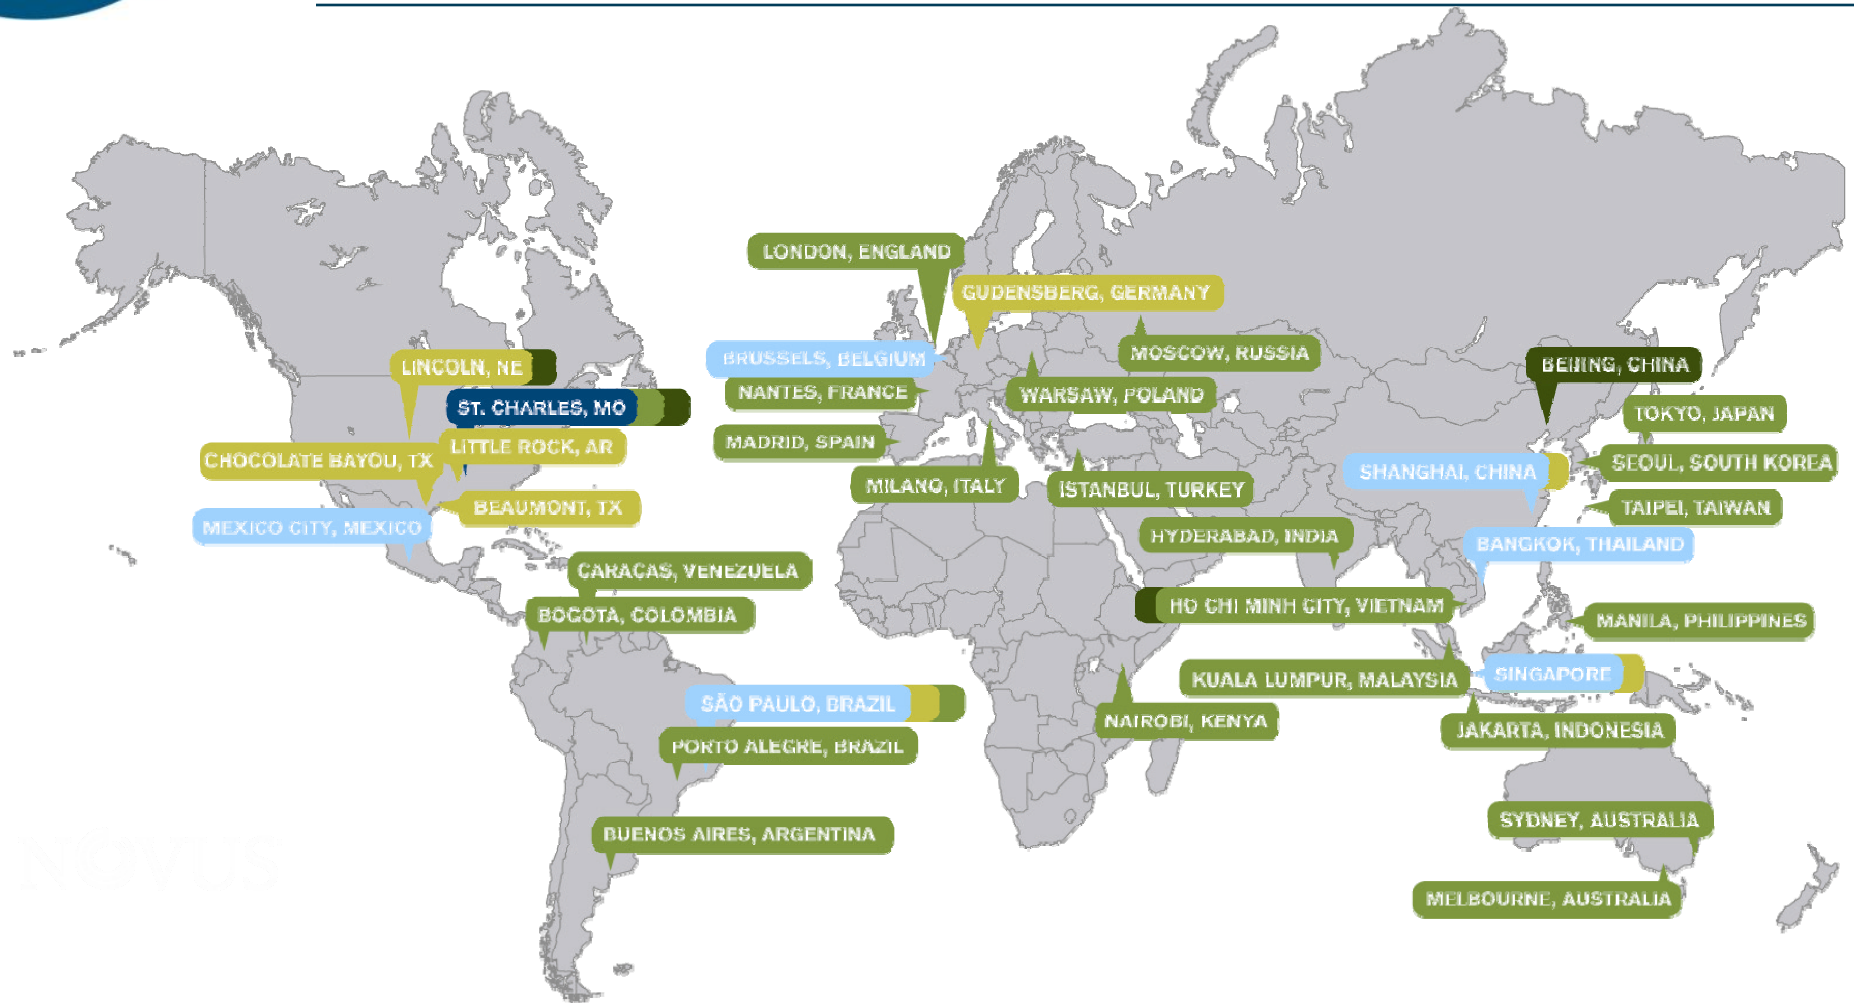 LONDON, ENGLAND
GUDENSBERG, GERMANY
BRUSSELS, BELGIUM
MOSCOW, RUSSIA
NANTES, FRANCE
WARSAW, POLAND
MADRID, SPAIN
MILANO, ITALY
ISTANBUL, TURKEY
LINCOLN, NE
ST. CHARLES, MO
LITTLE ROCK, AR
CHOCOLATE BAYOU, TX
BEAUMONT, TX
MEXICO CITY, MEXICO
CARACAS, VENEZUELA
BOGOTA, COLOMBIA
SÃO PAULO, BRAZIL
PORTO ALEGRE, BRAZIL
BUENOS AIRES, ARGENTINA
BEIJING, CHINA
TOKYO, JAPAN
SEOUL, SOUTH KOREA
SHANGHAI, CHINA
TAIPEI, TAIWAN
HYDERABAD, INDIA
BANGKOK, THAILAND
HO CHI MINH CITY, VIETNAM
MANILA, PHILIPPINES
KUALA LUMPUR, MALAYSIA
SINGAPORE
NAIROBI, KENYA
JAKARTA, INDONESIA
SYDNEY, AUSTRALIA
MELBOURNE, AUSTRALIA
NOVUS